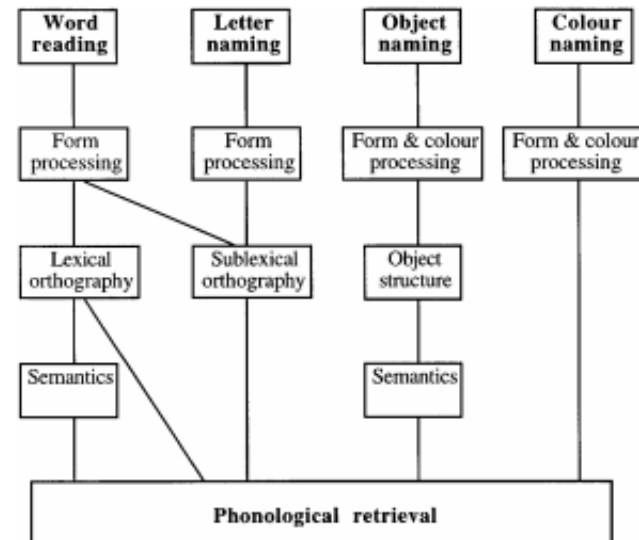 Word
reading
Letter
naming
Object
naming
Colour
naming
Form
processing
Form
processing
Form & colour
processing
Form & colour
processing
Lexical
orthography
Sublexical
orthography
Object
structure
Semantics
Semantics
Phonological retrieval